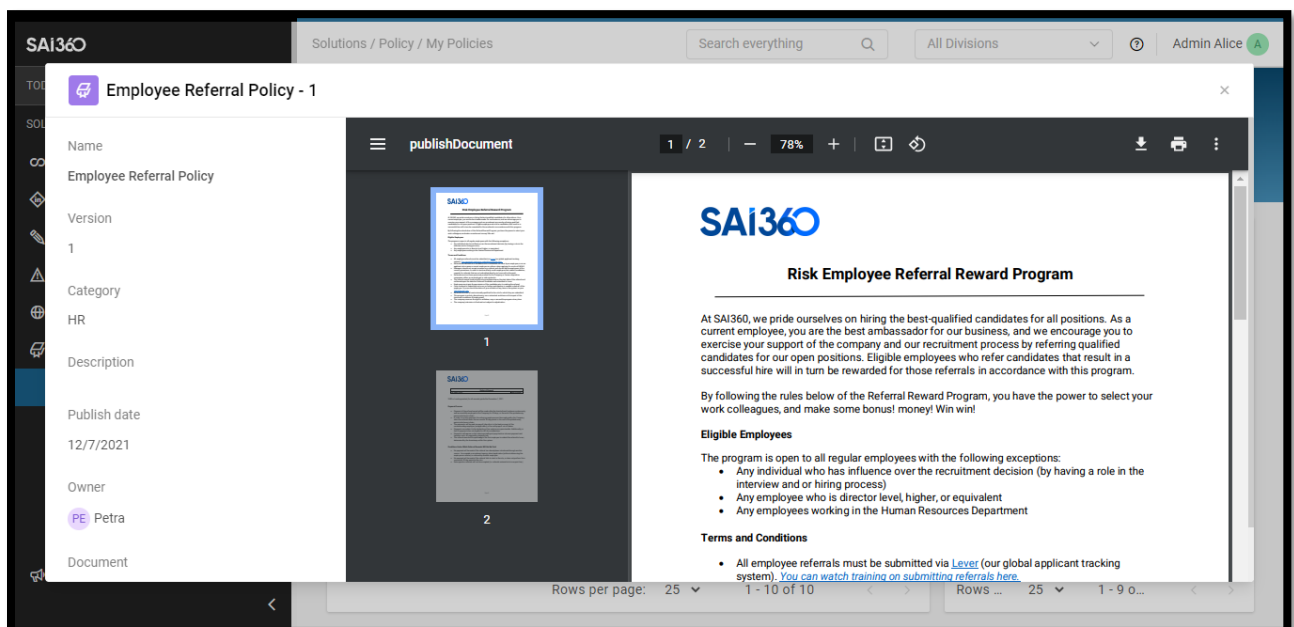 SAI360
Solutions / Policy / My Policies
Search everything
All Divisions
Admin Alice A
Employee Referral Policy - 1
Name
Employee Referral Policy
Version
1
Category
HR
Description
Publish date
12/7/2021
Owner
PE Petra
Document
publishDocument
1 / 2
78%
1
2
SAI360
Risk Employee Referral Reward Program
At SAI360, we pride ourselves on hiring the best-qualified candidates for all positions. As a
current employee, you are the best ambassador for our business, and we encourage you to
exercise your support of the company and our recruitment process by referring qualified
candidates for our open positions. Eligible employees who refer candidates that result in a
successful hire will in turn be rewarded for those referrals in accordance with this program.
By following the rules below of the Referral Reward Program, you have the power to select your
work colleagues, and make some bonus! money! Win win!
Eligible Employees
The program is open to all regular employees with the following exceptions:
• Any individual who has influence over the recruitment decision (by having a role in the
interview and or hiring process)
• Any employee who is director level, higher, or equivalent
• Any employees working in the Human Resources Department
Terms and Conditions
• All employee referrals must be submitted via Lever (our global applicant tracking
system). You can watch training on submitting referrals here.
Rows per page: 25 1 - 10 of 10
Rows ... 25 1 - 9 o...